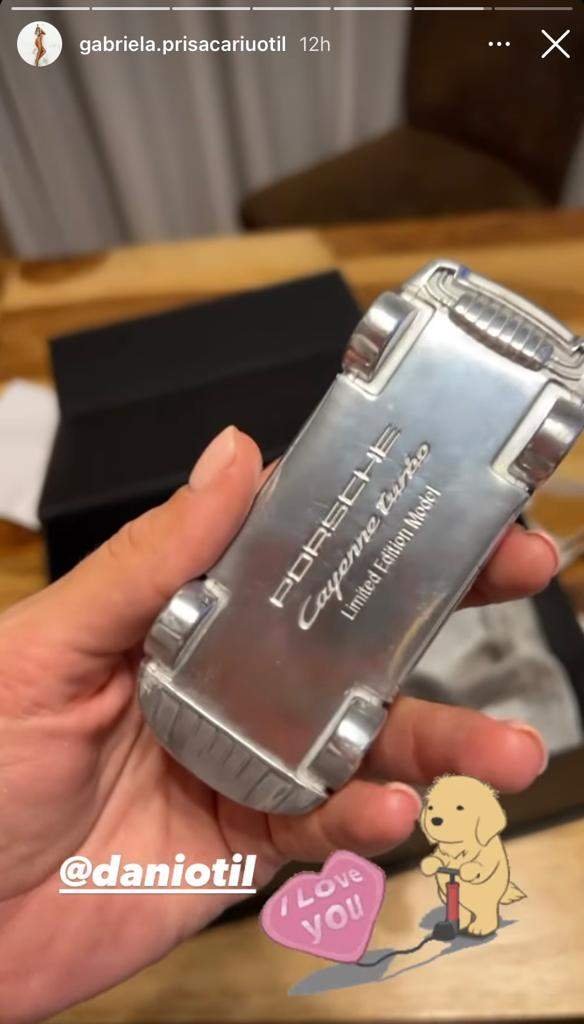 gabriela.prisacariuotil 12h
PORSCHE
Cayenne turbo
Limited Edition Model
@daniotil
I Love
you